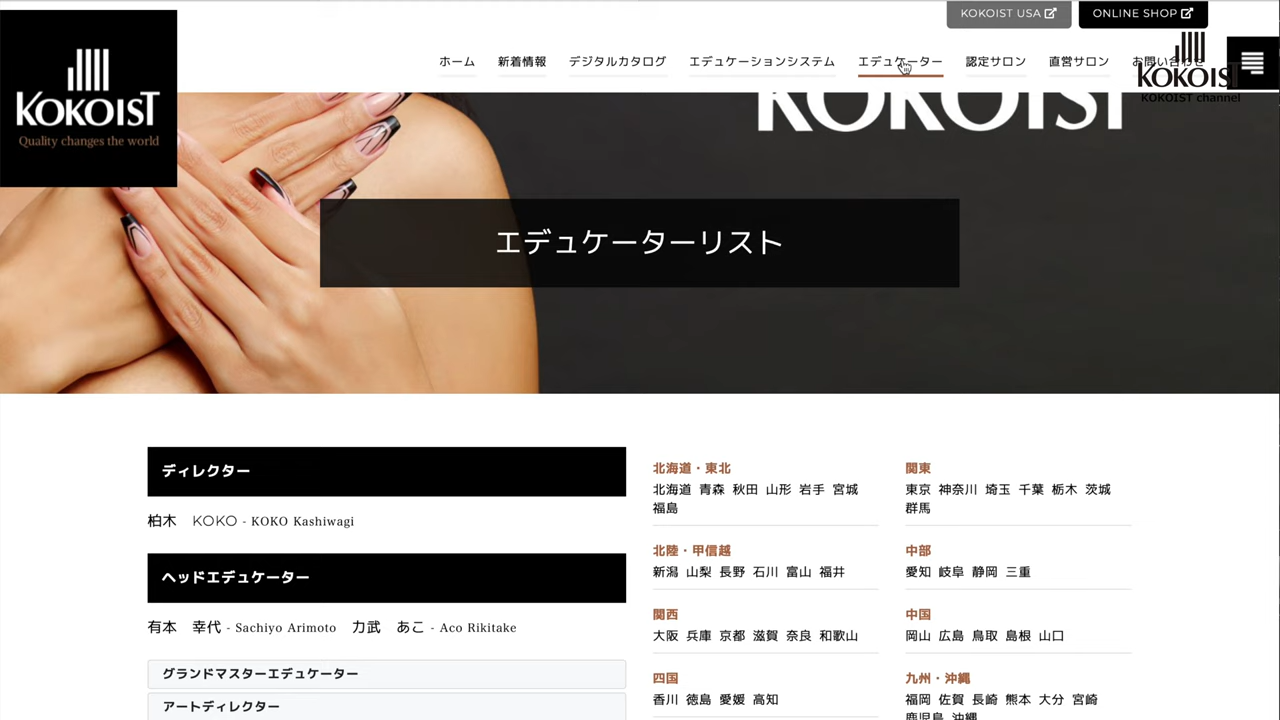 KOKOIST USA
ONLINE SHOP
KOKOIST
Quality changes the world
ホーム
新着情報
デジタルカタログ
エデュケーションシステム
エデュケーター
認定サロン
直営サロン
お問い合わせ
KOKOIST
KOKOIST channel
KOKOIST
エデュケーターリスト
ディレクター
柏木 KOKO - KOKO Kashiwagi
ヘッドエデュケーター
有本 幸代 - Sachiyo Arimoto 力武 あこ - Aco Rikitake
グランドマスターエデュケーター
アートディレクター
北海道・東北
北海道 青森 秋田 山形 岩手 宮城
福島
関東
東京 神奈川 埼玉 千葉 栃木 茨城
群馬
北陸・甲信越
新潟 山梨 長野 石川 富山 福井
中部
愛知 岐阜 静岡 三重
関西
大阪 兵庫 京都 滋賀 奈良 和歌山
中国
岡山 広島 鳥取 島根 山口
四国
香川 徳島 愛媛 高知
九州・沖縄
福岡 佐賀 長崎 熊本 大分 宮崎
鹿児島 沖縄